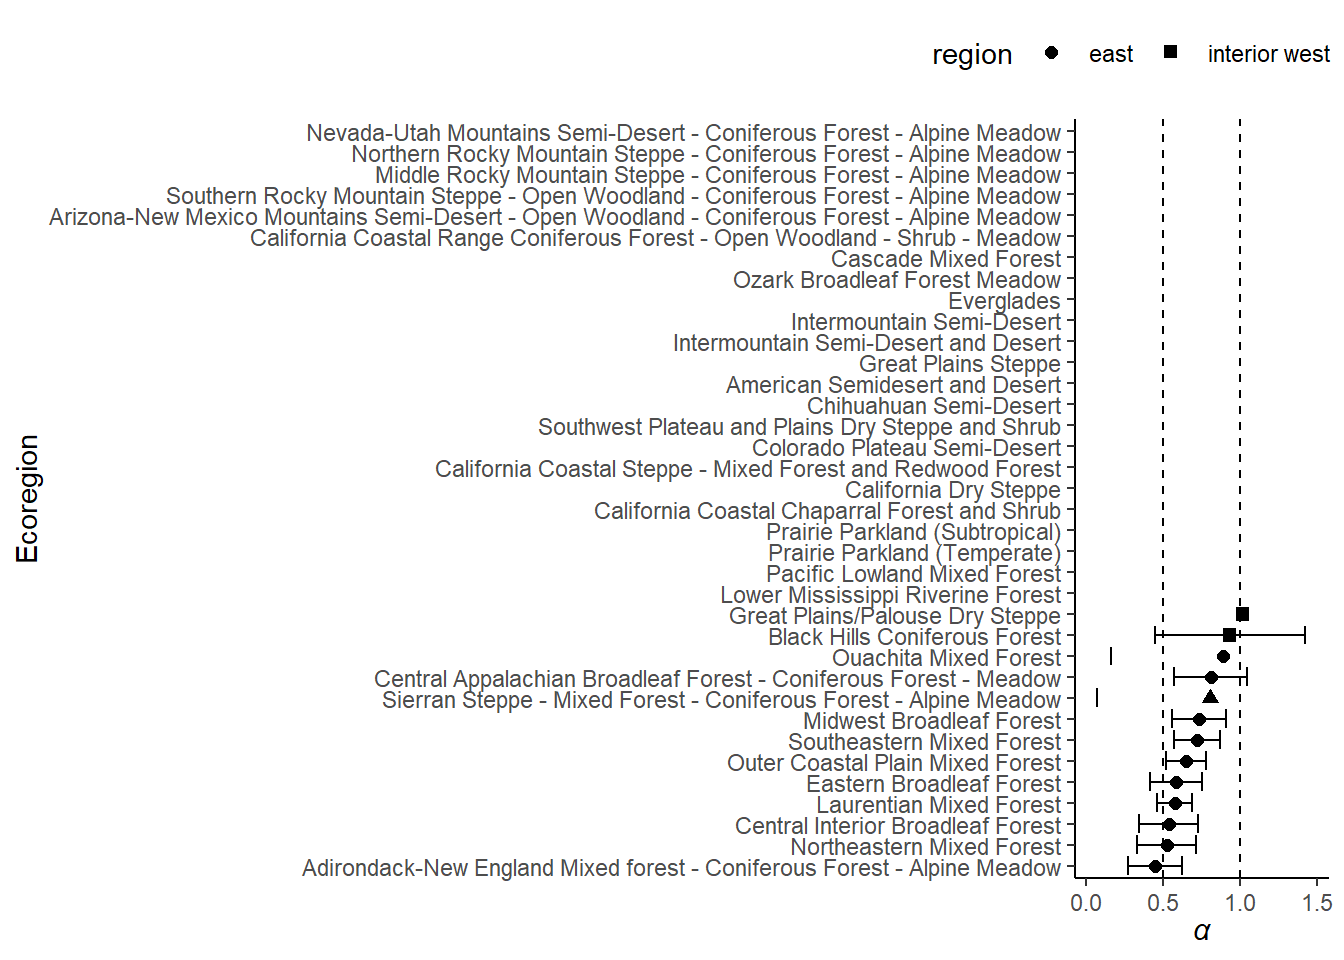 region east interior west
Nevada-Utah Mountains Semi-Desert - Coniferous Forest - Alpine Meadow
Northern Rocky Mountain Steppe - Coniferous Forest - Alpine Meadow
Middle Rocky Mountain Steppe - Coniferous Forest - Alpine Meadow
Southern Rocky Mountain Steppe - Open Woodland - Coniferous Forest - Alpine Meadow
Arizona-New Mexico Mountains Semi-Desert - Open Woodland - Coniferous Forest - Alpine Meadow
California Coastal Range Coniferous Forest - Open Woodland - Shrub - Meadow
Cascade Mixed Forest
Ozark Broadleaf Forest Meadow
Everglades
Intermountain Semi-Desert
Intermountain Semi-Desert and Desert
Great Plains Steppe
American Semidesert and Desert
Chihuahuan Semi-Desert
Southwest Plateau and Plains Dry Steppe and Shrub
Colorado Plateau Semi-Desert
California Coastal Steppe - Mixed Forest and Redwood Forest
California Dry Steppe
California Coastal Chaparral Forest and Shrub
Prairie Parkland (Subtropical)
Prairie Parkland (Temperate)
Pacific Lowland Mixed Forest
Lower Mississippi Riverine Forest
Great Plains/Palouse Dry Steppe
Black Hills Coniferous Forest
Ouachita Mixed Forest
Central Appalachian Broadleaf Forest - Coniferous Forest - Meadow
Sierran Steppe - Mixed Forest - Coniferous Forest - Alpine Meadow
Midwest Broadleaf Forest
Southeastern Mixed Forest
Outer Coastal Plain Mixed Forest
Eastern Broadleaf Forest
Laurentian Mixed Forest
Central Interior Broadleaf Forest
Northeastern Mixed Forest
Adirondack-New England Mixed forest - Coniferous Forest - Alpine Meadow
Ecoregion
0.0 0.5 1.0 1.5
α